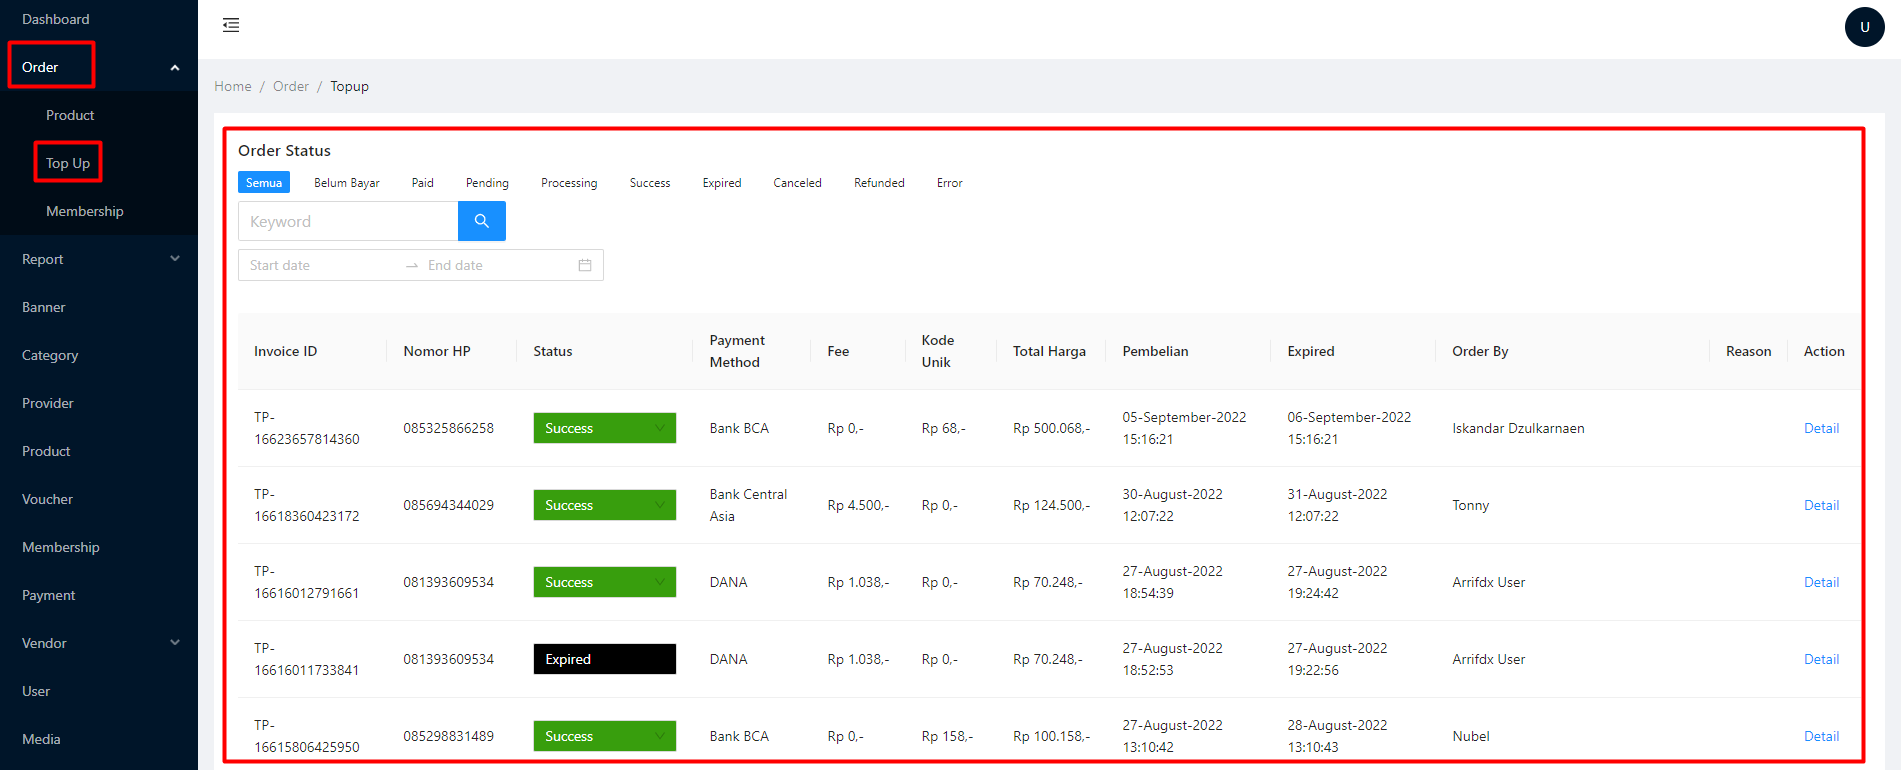 Dashboard
Order
Product
Top Up
Membership
Report
Banner
Category
Provider
Product
Voucher
Membership
Payment
Vendor
User
Media
U
Home / Order / Topup
Order Status
Semua Belum Bayar Paid Pending Processing Success Expired Canceled Refunded Error
Keyword
Start date → End date
Invoice ID Nomor HP Status Payment Method Fee Kode Unik Total Harga Pembelian Expired Order By Reason Action
TP-16623657814360 085325866258 Success Bank BCA Rp 0,- Rp 68,- Rp 500.068,- 05-September-2022 15:16:21 06-September-2022 15:16:21 Iskandar Dzulkarnaen Detail
TP-16618360423172 085694344029 Success Bank Central Asia Rp 4.500,- Rp 0,- Rp 124.500,- 30-August-2022 12:07:22 31-August-2022 12:07:22 Tonny Detail
TP-16616012791661 081393609534 Success DANA Rp 1.038,- Rp 0,- Rp 70.248,- 27-August-2022 18:54:39 27-August-2022 19:24:42 Arrifdx User Detail
TP-16616011733841 081393609534 Expired DANA Rp 1.038,- Rp 0,- Rp 70.248,- 27-August-2022 18:52:53 27-August-2022 19:22:56 Arrifdx User Detail
TP-16615806425950 085298831489 Success Bank BCA Rp 0,- Rp 158,- Rp 100.158,- 27-August-2022 13:10:42 28-August-2022 13:10:43 Nubel Detail